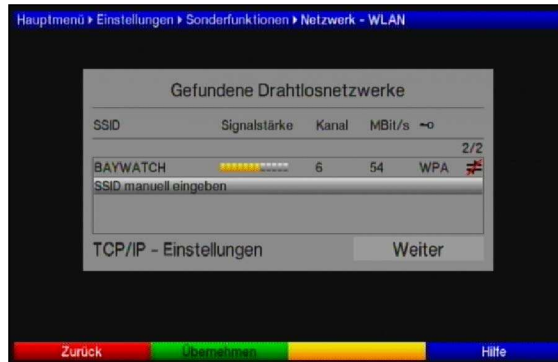 Hauptmenü ▸ Einstellungen ▸ Sonderfunktionen ▸ Netzwerk - WLAN
Gefundene Drahtlosnetzwerke
SSID Signalstärke Kanal MBit/s
2/2
BAYWATCH 6 54 WPA
SSID manuell eingeben
TCP/IP - Einstellungen Weiter
Zurück Übernehmen Hilfe